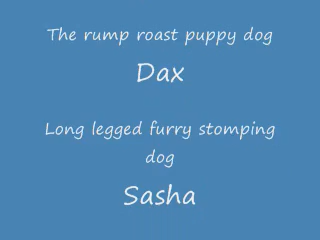 The rump roast puppy dog
Dax
Long legged furry stomping
dog
Sasha